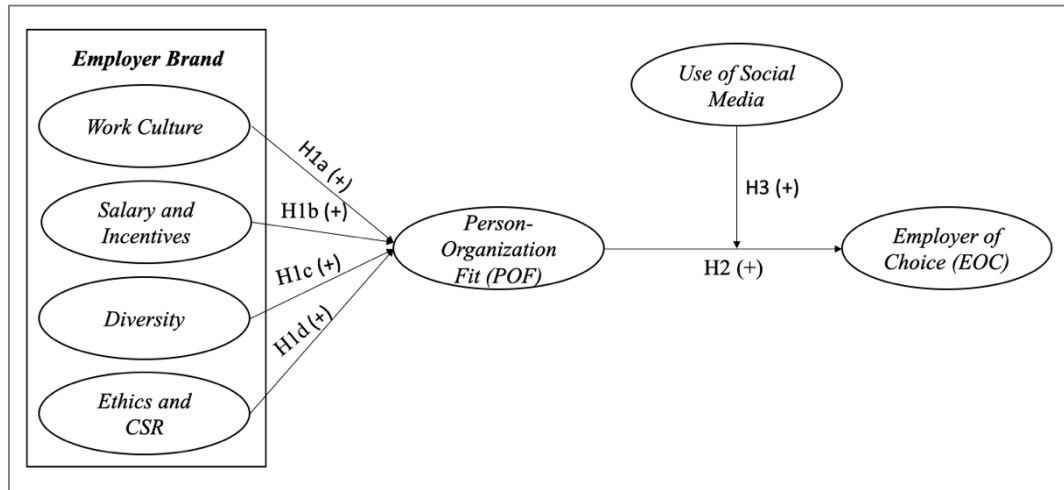 Employer Brand
Work Culture
Salary and
Incentives
Diversity
Ethics and
CSR
H1a (+)
H1b (+)
H1c (+)
H1d (+)
Person-
Organization
Fit (POF)
Use of Social
Media
H3 (+)
H2 (+)
Employer of
Choice (EOC)